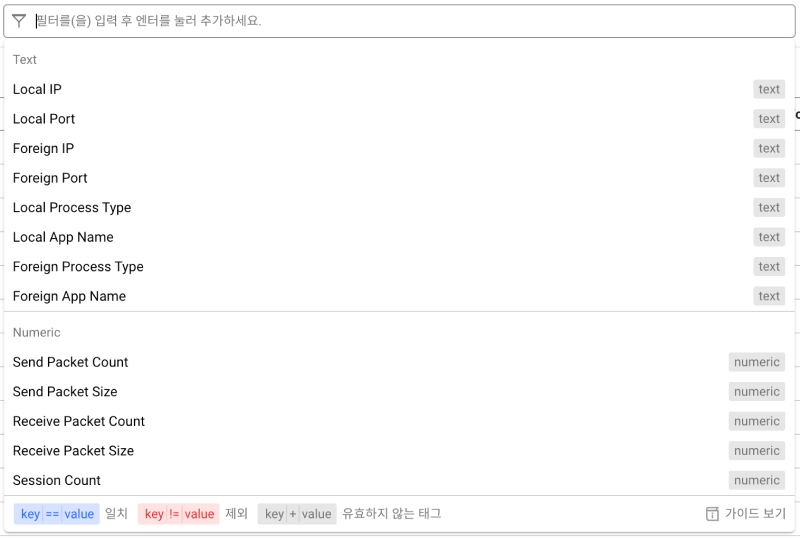 필터를(을) 입력 후 엔터를 눌러 추가하세요.
Text
Local IP text
Local Port text
Foreign IP text
Foreign Port text
Local Process Type text
Local App Name text
Foreign Process Type text
Foreign App Name text
Numeric
Send Packet Count numeric
Send Packet Size numeric
Receive Packet Count numeric
Receive Packet Size numeric
Session Count numeric
key == value 일치 key != value 제외 key + value 유효하지 않는 태그 가이드 보기